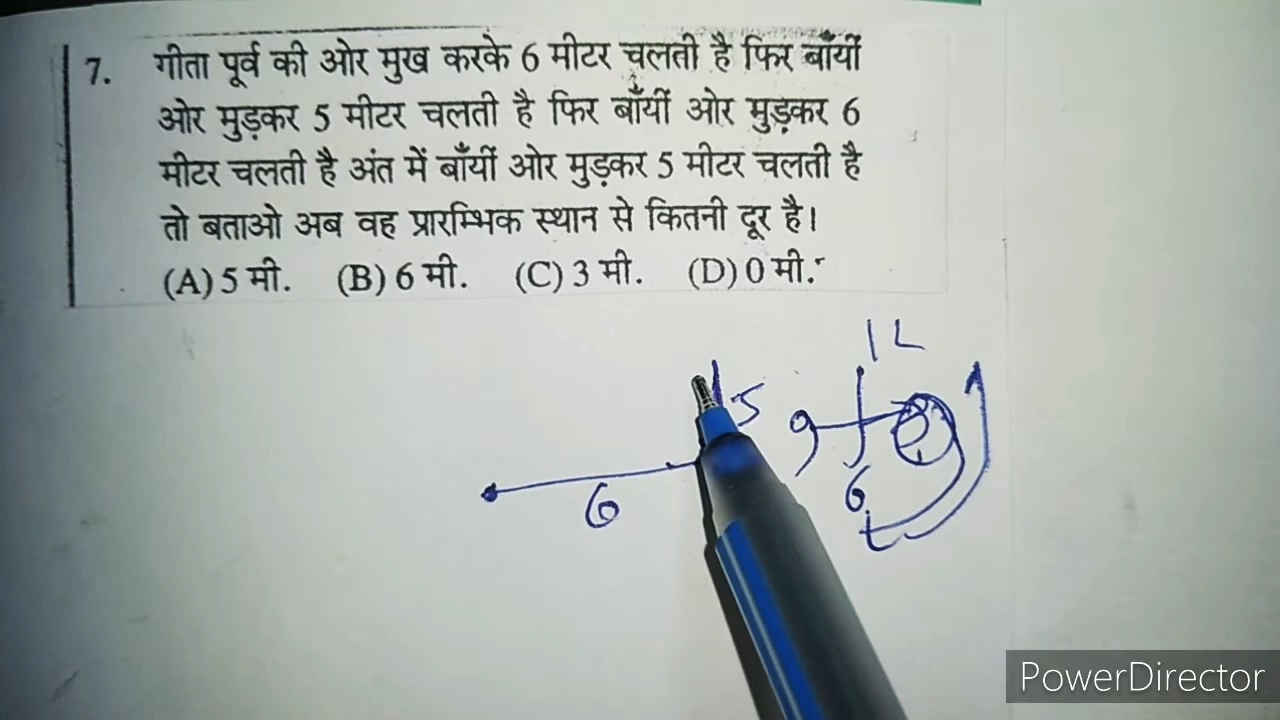 7. गीता पूर्व की ओर मुख करके 6 मीटर चलती है फिर बाँयीं
ओर मुड़कर 5 मीटर चलती है फिर बाँयीं ओर मुड़कर 6
मीटर चलती है अंत में बाँयीं ओर मुड़कर 5 मीटर चलती है
तो बताओ अब वह प्रारम्भिक स्थान से कितनी दूर है।
(A) 5 मी. (B) 6 मी. (C) 3 मी. (D) 0 मी.
12
5
9
6
6
PowerDirector